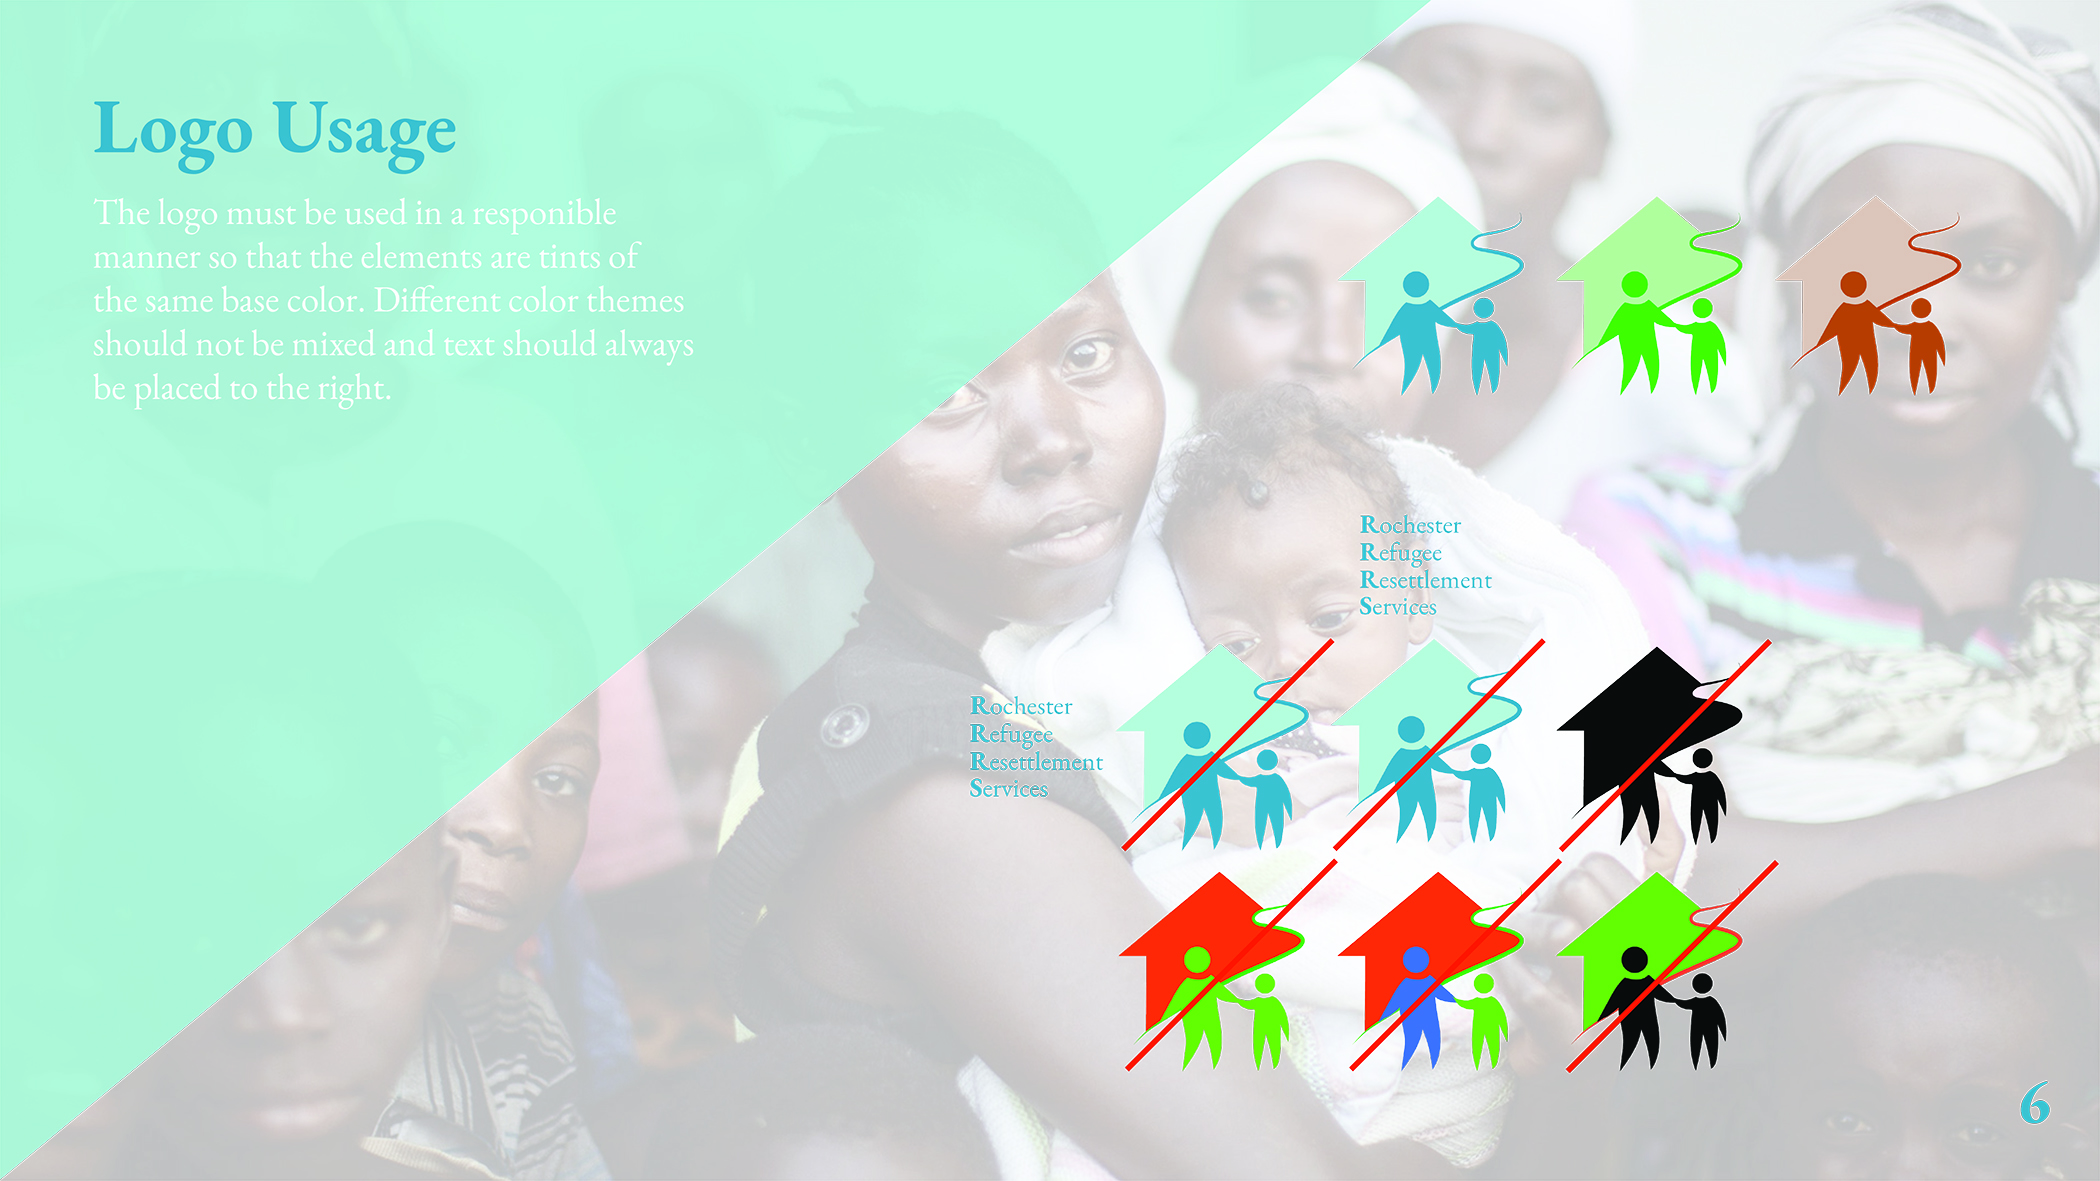 Logo Usage
The logo must be used in a responible
manner so that the elements are tints of
the same base color. Different color themes
should not be mixed and text should always
be placed to the right.
Rochester
Refugee
Resettlement
Services
Rochester
Refugee
Resettlement
Services
6